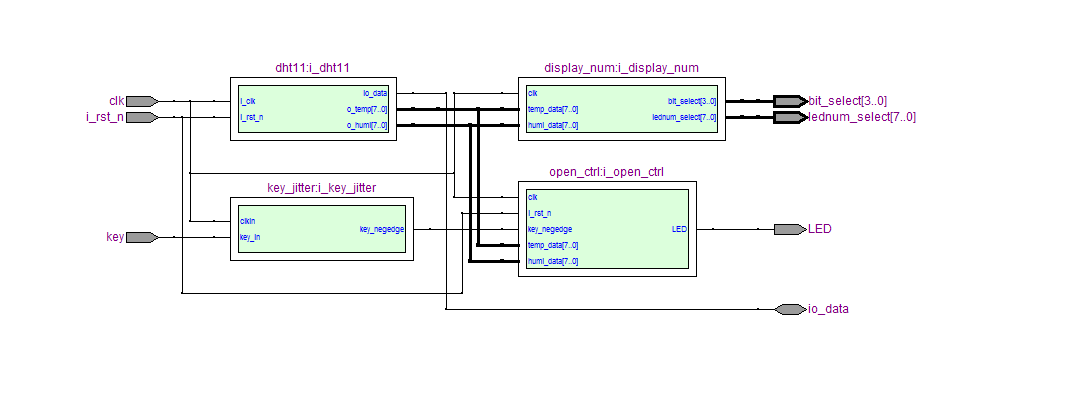 dht11:i_dht11
display_num:i_display_num
clk
i_rst_n
i_clk
i_rst_n
io_data
o_temp[7..0]
o_humi[7..0]
clk
temp_data[7..0]
humi_data[7..0]
bit_select[3..0]
lednum_select[7..0]
bit_select[3..0]
lednum_select[7..0]
key_jitter:i_key_jitter
open_ctrl:i_open_ctrl
key
clkin
key_in
key_negedge
clk
i_rst_n
key_negedge
temp_data[7..0]
humi_data[7..0]
LED
LED
io_data